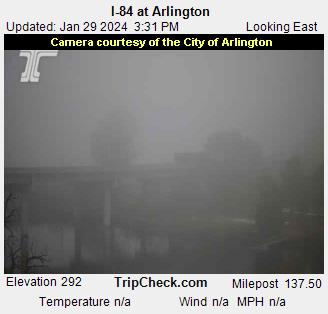 I-84 at Arlington
Updated: Jan 29 2024 3:31 PM Looking East
Camera courtesy of the City of Arlington
Elevation 292 TripCheck.com Milepost 137.50
Temperature n/a Wind n/a MPH n/a